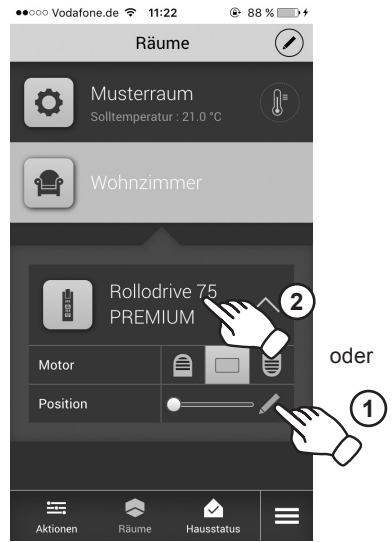 Vodafone.de 11:22 88 %
Räume
Musterraum
Solltemperatur : 21.0 °C
Wohnzimmer
Rollodrive 75
PREMIUM
2
oder
Motor
Position
1
Aktionen Räume Hausstatus